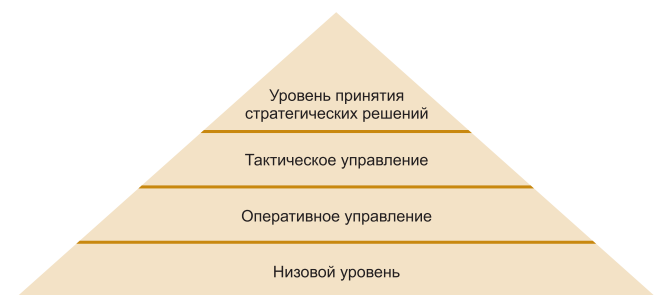 Уровень принятия
стратегических решений
Тактическое управление
Оперативное управление
Низовой уровень